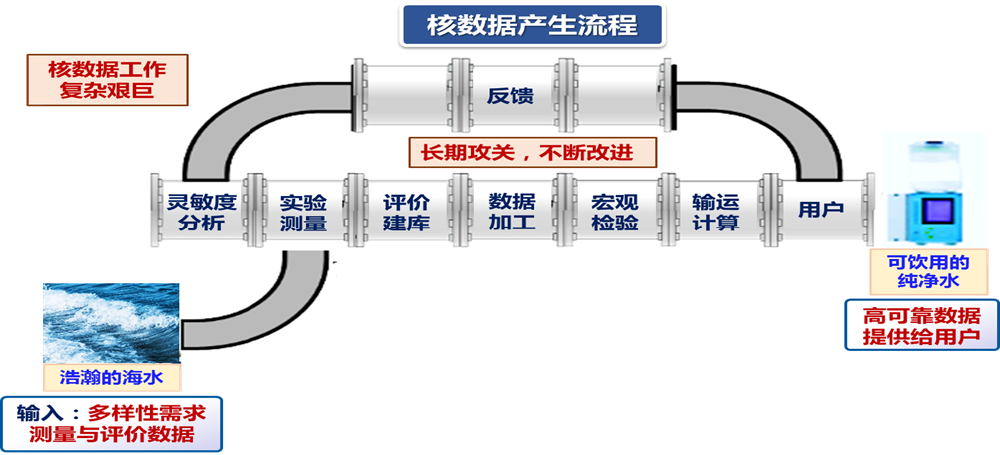 核数据产生流程
核数据工作
复杂艰巨
反馈
长期攻关，不断改进
灵敏度
分析
实验
测量
评价
建库
数据
加工
宏观
检验
输运
计算
用户
可饮用的
纯净水
高可靠数据
提供给用户
浩瀚的海水
输入：多样性需求
测量与评价数据